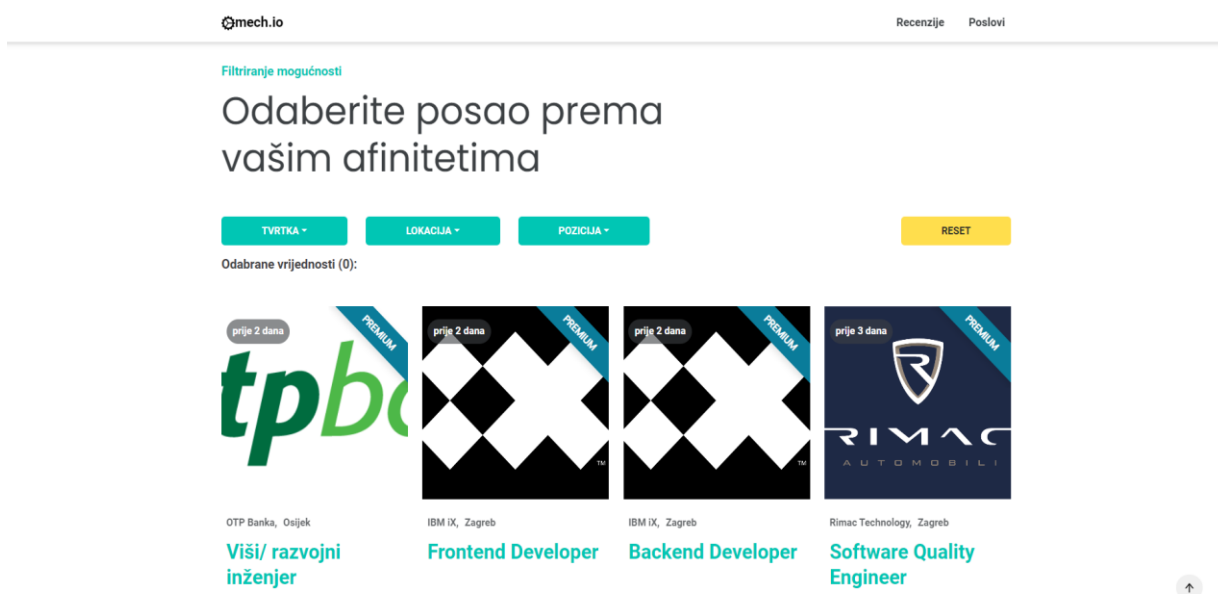 mech.io
Recenzije
Poslovi
Filtriranje mogućnosti
Odaberite posao prema
vašim afinitetima
TVRTKA
LOKACIJA
POZICIJA
RESET
Odabrane vrijednosti (0):
prije 2 dana
PREMIUM
tpb
prije 2 dana
PREMIUM
TM
prije 2 dana
PREMIUM
TM
prije 3 dana
PREMIUM
R
RIMAC
AUTOMOBILI
OTP Banka, Osijek
Viši/ razvojni
inženjer
IBM iX, Zagreb
Frontend Developer
IBM iX, Zagreb
Backend Developer
Rimac Technology, Zagreb
Software Quality
Engineer